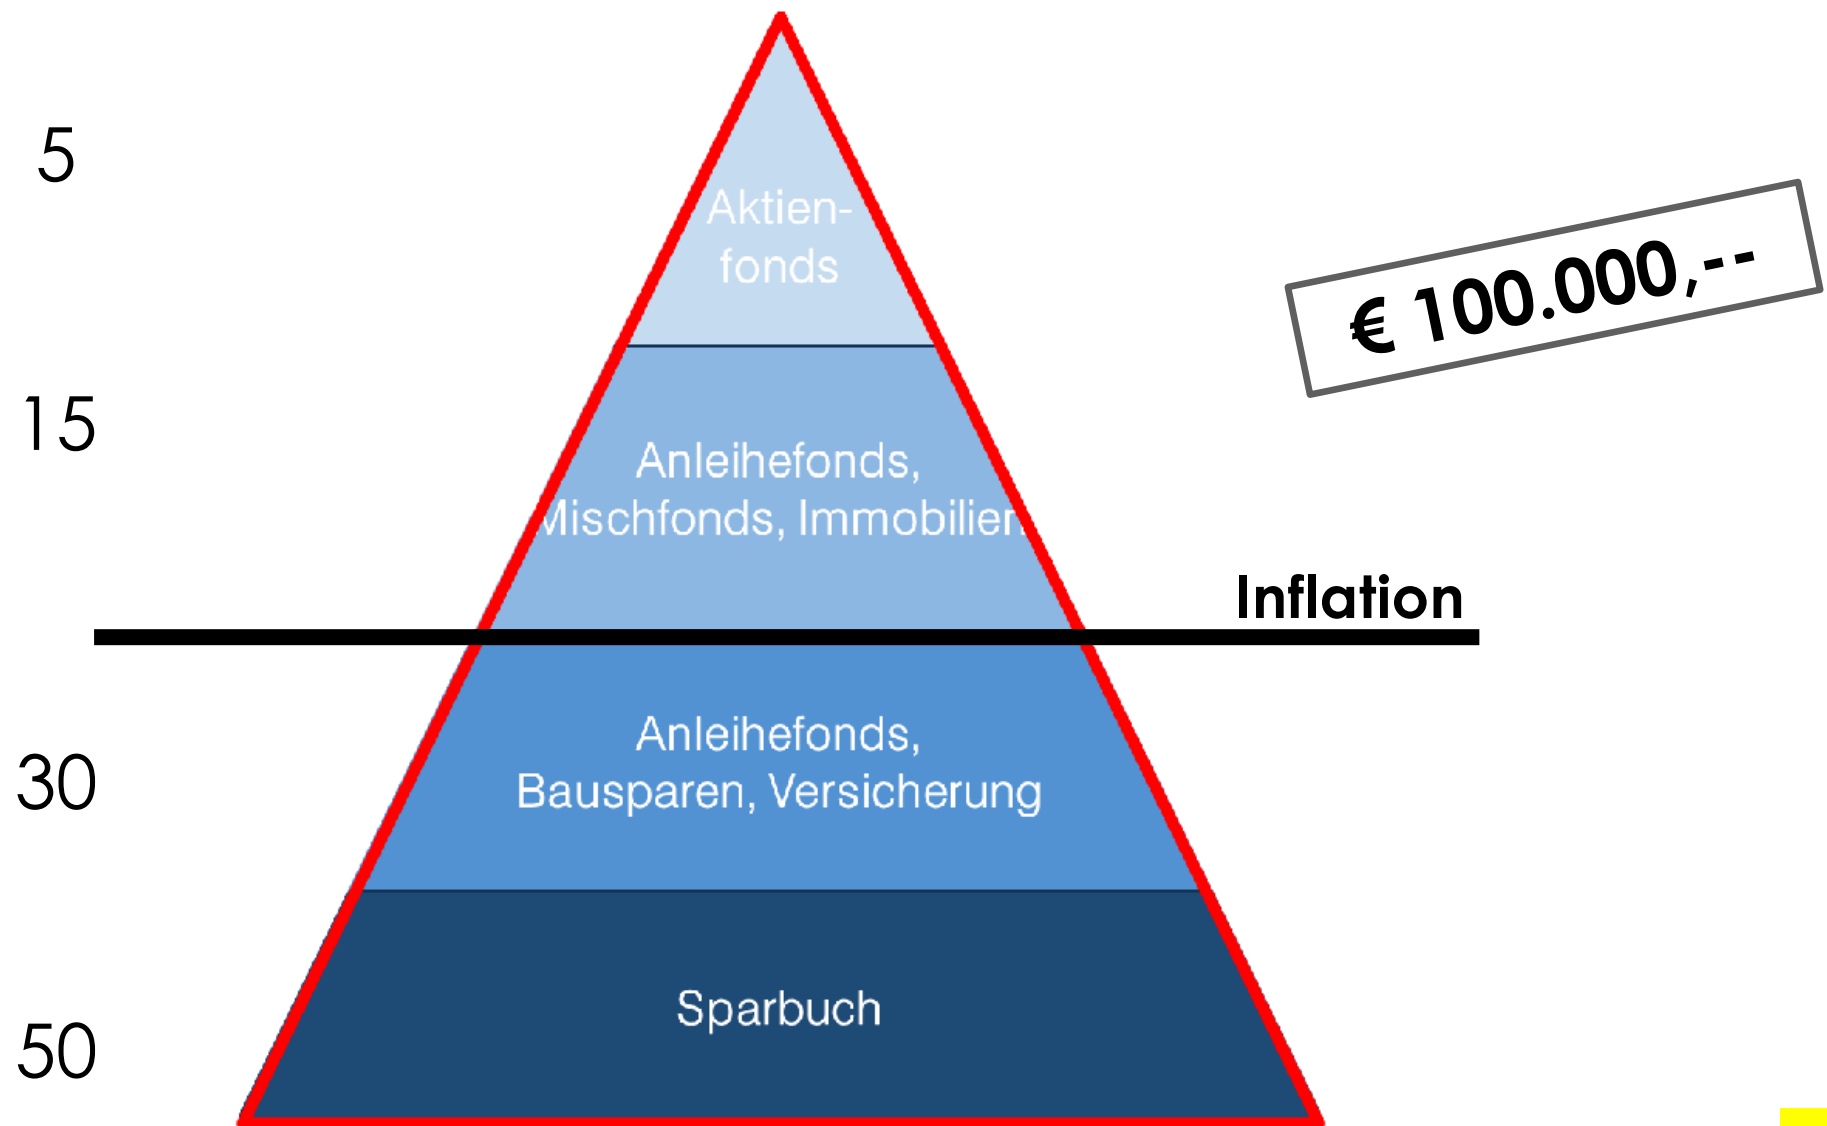 5
Aktien-
fonds
€ 100.000,--
15
Anleihefonds,
Mischfonds, Immobilien
Inflation
30
Anleihefonds,
Bausparen, Versicherung
50
Sparbuch